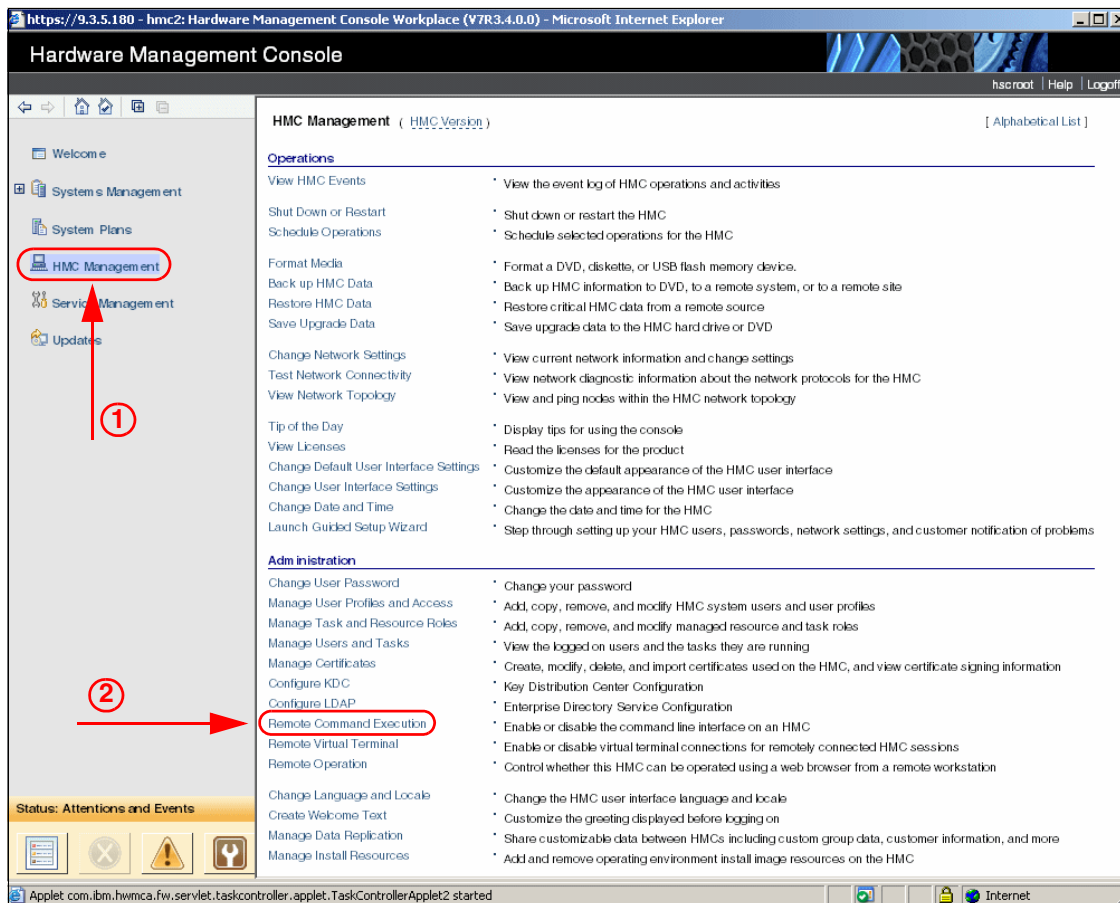 https://9.3.5.180 - hmc2: Hardware Management Console Workplace (V7R3.4.0.0) - Microsoft Internet Explorer
Hardware Management Console
hscroot | Help | Logoff
HMC Management ( HMC Version ) [ Alphabetical List ]
Welcome
Systems Management
System Plans
HMC Management
Service Management
Updates
1
2
Operations
View HMC Events • View the event log of HMC operations and activities
Shut Down or Restart • Shut down or restart the HMC
Schedule Operations • Schedule selected operations for the HMC
Format Media • Format a DVD, diskette, or USB flash memory device.
Back up HMC Data • Back up HMC information to DVD, to a remote system, or to a remote site
Restore HMC Data • Restore critical HMC data from a remote source
Save Upgrade Data • Save upgrade data to the HMC hard drive or DVD
Change Network Settings • View current network information and change settings
Test Network Connectivity • View network diagnostic information about the network protocols for the HMC
View Network Topology • View and ping nodes within the HMC network topology
Tip of the Day • Display tips for using the console
View Licenses • Read the licenses for the product
Change Default User Interface Settings • Customize the default appearance of the HMC user interface
Change User Interface Settings • Customize the appearance of the HMC user interface
Change Date and Time • Change the date and time for the HMC
Launch Guided Setup Wizard • Step through setting up your HMC users, passwords, network settings, and customer notification of problems
Administration
Change User Password • Change your password
Manage User Profiles and Access • Add, copy, remove, and modify HMC system users and user profiles
Manage Task and Resource Roles • Add, copy, remove, and modify managed resource and task roles
Manage Users and Tasks • View the logged on users and the tasks they are running
Manage Certificates • Create, modify, delete, and import certificates used on the HMC, and view certificate signing information
Configure KDC • Key Distribution Center Configuration
Configure LDAP • Enterprise Directory Service Configuration
Remote Command Execution • Enable or disable the command line interface on an HMC
Remote Virtual Terminal • Enable or disable virtual terminal connections for remotely connected HMC sessions
Remote Operation • Control whether this HMC can be operated using a web browser from a remote workstation
Change Language and Locale • Change the HMC user interface language and locale
Create Welcome Text • Customize the greeting displayed before logging on
Manage Data Replication • Share customizable data between HMCs including custom group data, customer information, and more
Manage Install Resources • Add and remove operating environment install image resources on the HMC
Status: Attentions and Events
Applet com.ibm.hwmca.fw.servlet.taskcontroller.applet.TaskControllerApplet2 started
Internet